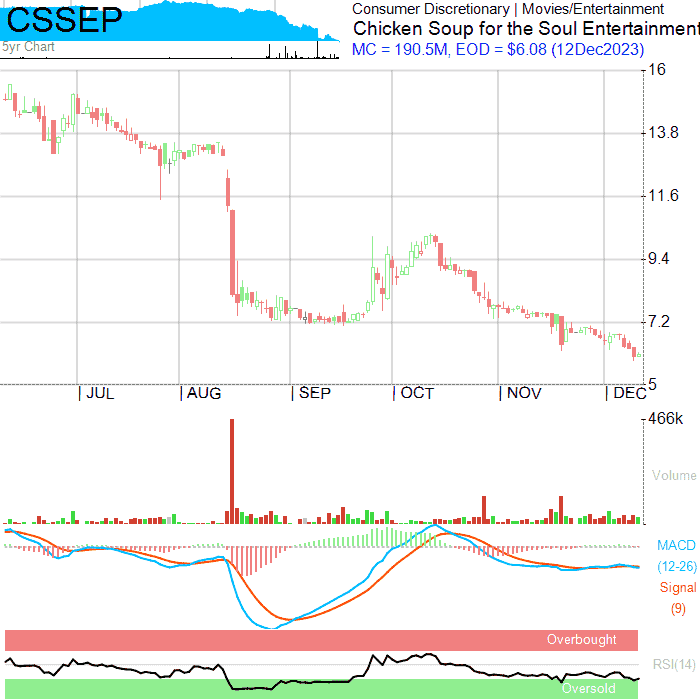 CSSEP
Consumer Discretionary | Movies/Entertainment
Chicken Soup for the Soul Entertainment
5yr Chart
MC = 190.5M, EOD = $6.08 (12Dec2023)
16
13.8
11.6
9.4
7.2
5
JUL AUG SEP OCT NOV DEC
466k
Volume
MACD
(12-26)
Signal
(9)
Overbought
RSI(14)
Oversold